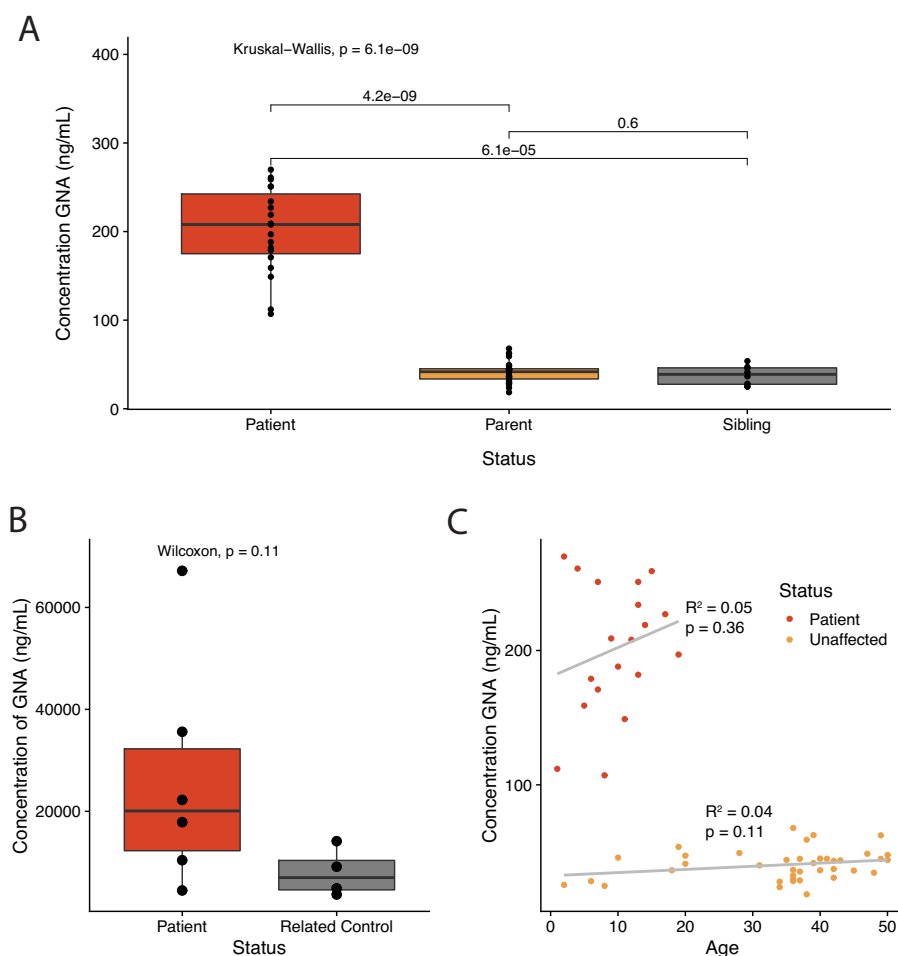 A
Kruskal−Wallis, p = 6.1e−09
4.2e−09
0.6
6.1e−05
400
300
200
100
0
Concentration GNA (ng/mL)
Patient
Parent
Sibling
Status
B
Wilcoxon, p = 0.11
60000
40000
20000
Concentration of GNA (ng/mL)
Patient
Related Control
Status
C
Status
Patient
Unaffected
R² = 0.05
p = 0.36
R² = 0.04
p = 0.11
200
100
Concentration GNA (ng/mL)
0
10
20
30
40
50
Age